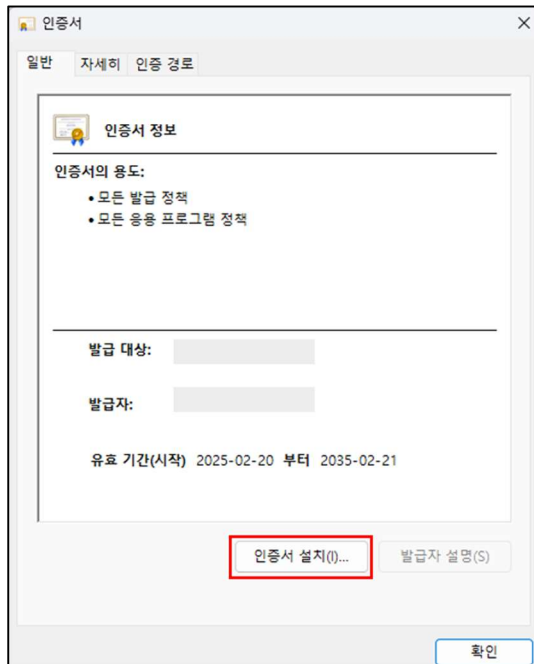 인증서
일반 자세히 인증 경로
인증서 정보
인증서의 용도:
• 모든 발급 정책
• 모든 응용 프로그램 정책
발급 대상:
발급자:
유효 기간(시작) 2025-02-20 부터 2035-02-21
인증서 설치(I)... 발급자 설명(S)
확인